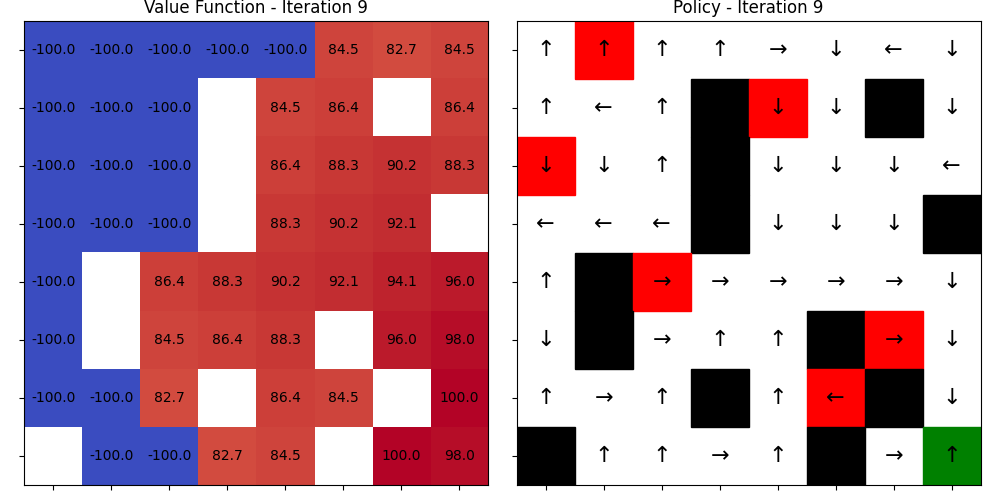 Value Function - Iteration 9 Policy - Iteration 9
-100.0 -100.0 -100.0 -100.0 -100.0 84.5 82.7 84.5 ↑ ↑ ↑ ↑ → ↓ ← ↓
-100.0 -100.0 -100.0 84.5 86.4 86.4 ↑ ← ↑ ↓ ↓ ↓
-100.0 -100.0 -100.0 86.4 88.3 90.2 88.3 ↓ ↓ ↑ ↓ ↓ ↓ ←
-100.0 -100.0 -100.0 88.3 90.2 92.1 ← ← ← ↓ ↓ ↓
-100.0 86.4 88.3 90.2 92.1 94.1 96.0 ↑ → → → → → ↓
-100.0 84.5 86.4 88.3 96.0 98.0 ↓ → ↑ ↑ → ↓
-100.0 -100.0 82.7 86.4 84.5 100.0 ↑ → ↑ ↑ ← ↓
-100.0 -100.0 82.7 84.5 100.0 98.0 ↑ ↑ → ↑ → ↑